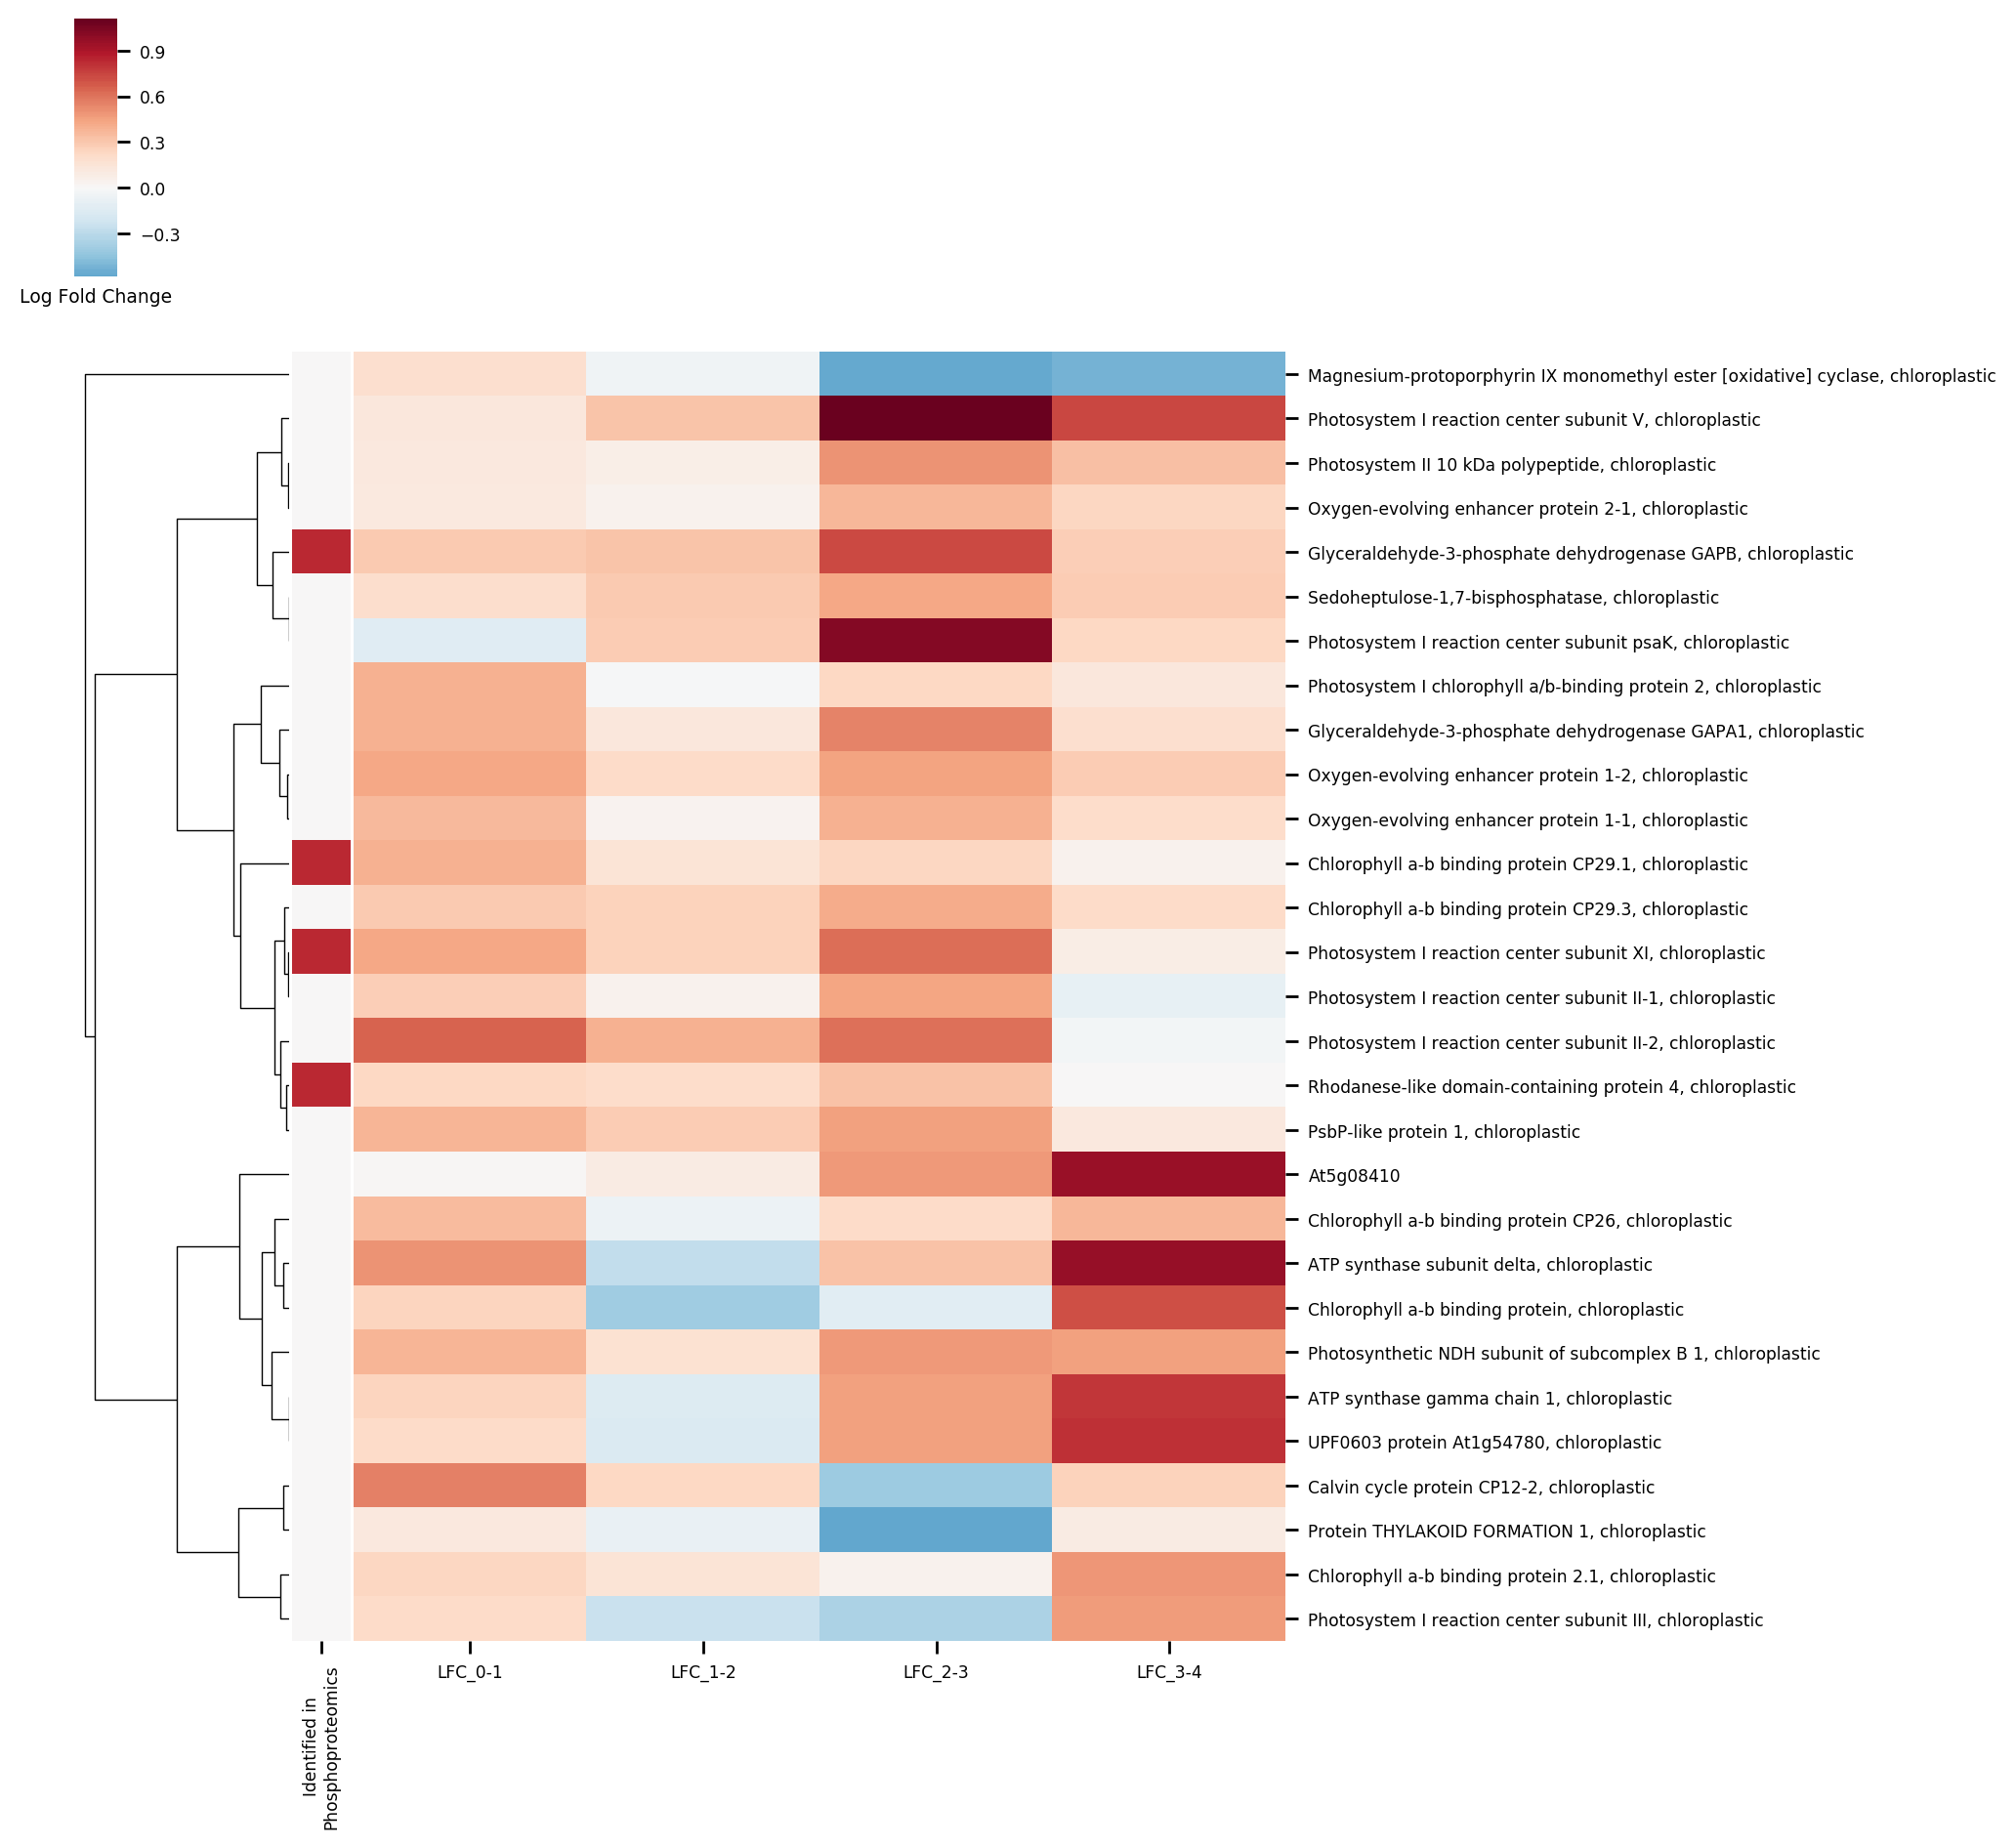 0.9
0.6
0.3
0.0
−0.3
Log Fold Change
Magnesium-protoporphyrin IX monomethyl ester [oxidative] cyclase, chloroplastic
Photosystem I reaction center subunit V, chloroplastic
Photosystem II 10 kDa polypeptide, chloroplastic
Oxygen-evolving enhancer protein 2-1, chloroplastic
Glyceraldehyde-3-phosphate dehydrogenase GAPB, chloroplastic
Sedoheptulose-1,7-bisphosphatase, chloroplastic
Photosystem I reaction center subunit psaK, chloroplastic
Photosystem I chlorophyll a/b-binding protein 2, chloroplastic
Glyceraldehyde-3-phosphate dehydrogenase GAPA1, chloroplastic
Oxygen-evolving enhancer protein 1-2, chloroplastic
Oxygen-evolving enhancer protein 1-1, chloroplastic
Chlorophyll a-b binding protein CP29.1, chloroplastic
Chlorophyll a-b binding protein CP29.3, chloroplastic
Photosystem I reaction center subunit XI, chloroplastic
Photosystem I reaction center subunit II-1, chloroplastic
Photosystem I reaction center subunit II-2, chloroplastic
Rhodanese-like domain-containing protein 4, chloroplastic
PsbP-like protein 1, chloroplastic
At5g08410
Chlorophyll a-b binding protein CP26, chloroplastic
ATP synthase subunit delta, chloroplastic
Chlorophyll a-b binding protein, chloroplastic
Photosynthetic NDH subunit of subcomplex B 1, chloroplastic
ATP synthase gamma chain 1, chloroplastic
UPF0603 protein At1g54780, chloroplastic
Calvin cycle protein CP12-2, chloroplastic
Protein THYLAKOID FORMATION 1, chloroplastic
Chlorophyll a-b binding protein 2.1, chloroplastic
Photosystem I reaction center subunit III, chloroplastic
Identified in
Phosphoproteomics
LFC_0-1
LFC_1-2
LFC_2-3
LFC_3-4